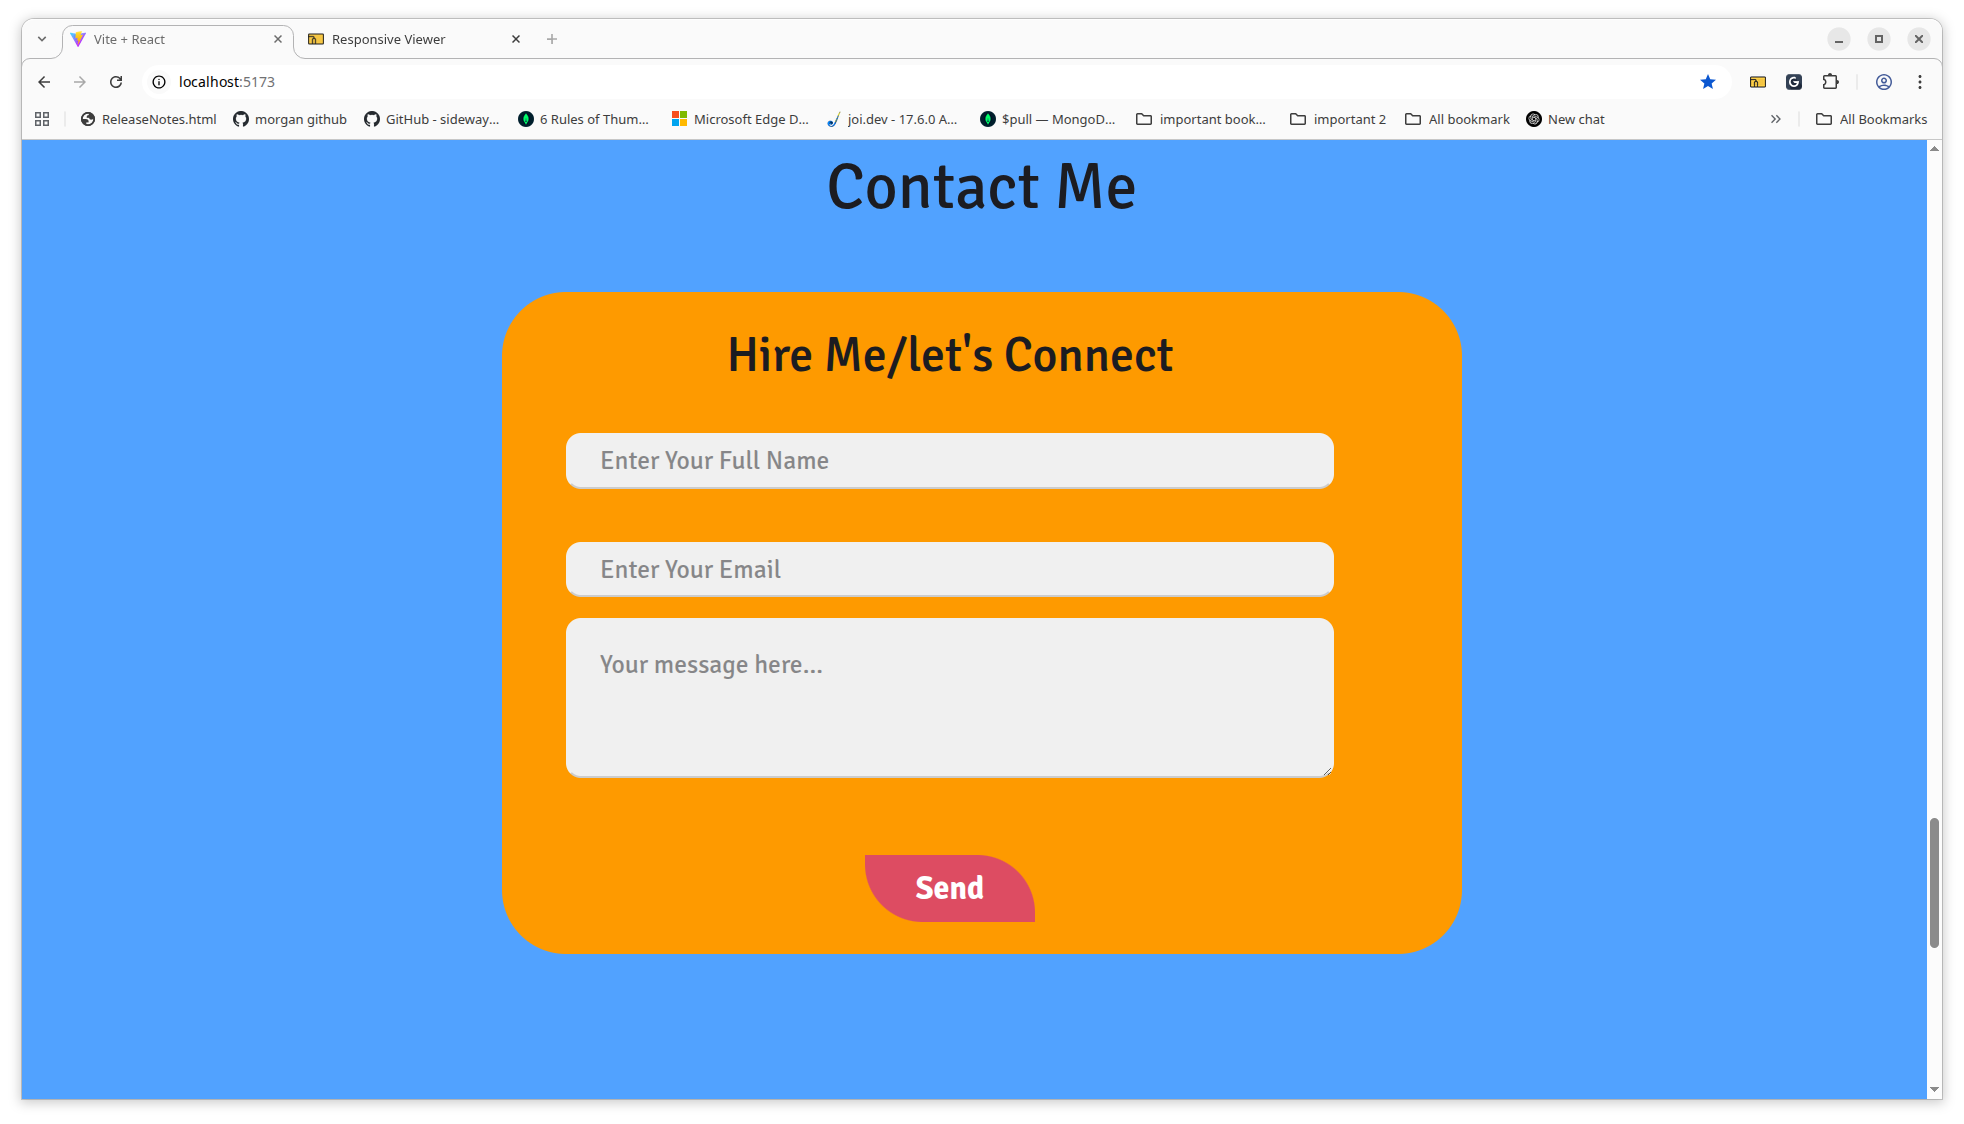 Vite + React
Responsive Viewer
localhost:5173
ReleaseNotes.html morgan github GitHub - sideway... 6 Rules of Thum... Microsoft Edge D... joi.dev - 17.6.0 A... $pull — MongoD... important book... important 2 All bookmark New chat All Bookmarks
Contact Me
Hire Me/let's Connect
Enter Your Full Name
Enter Your Email
Your message here...
Send